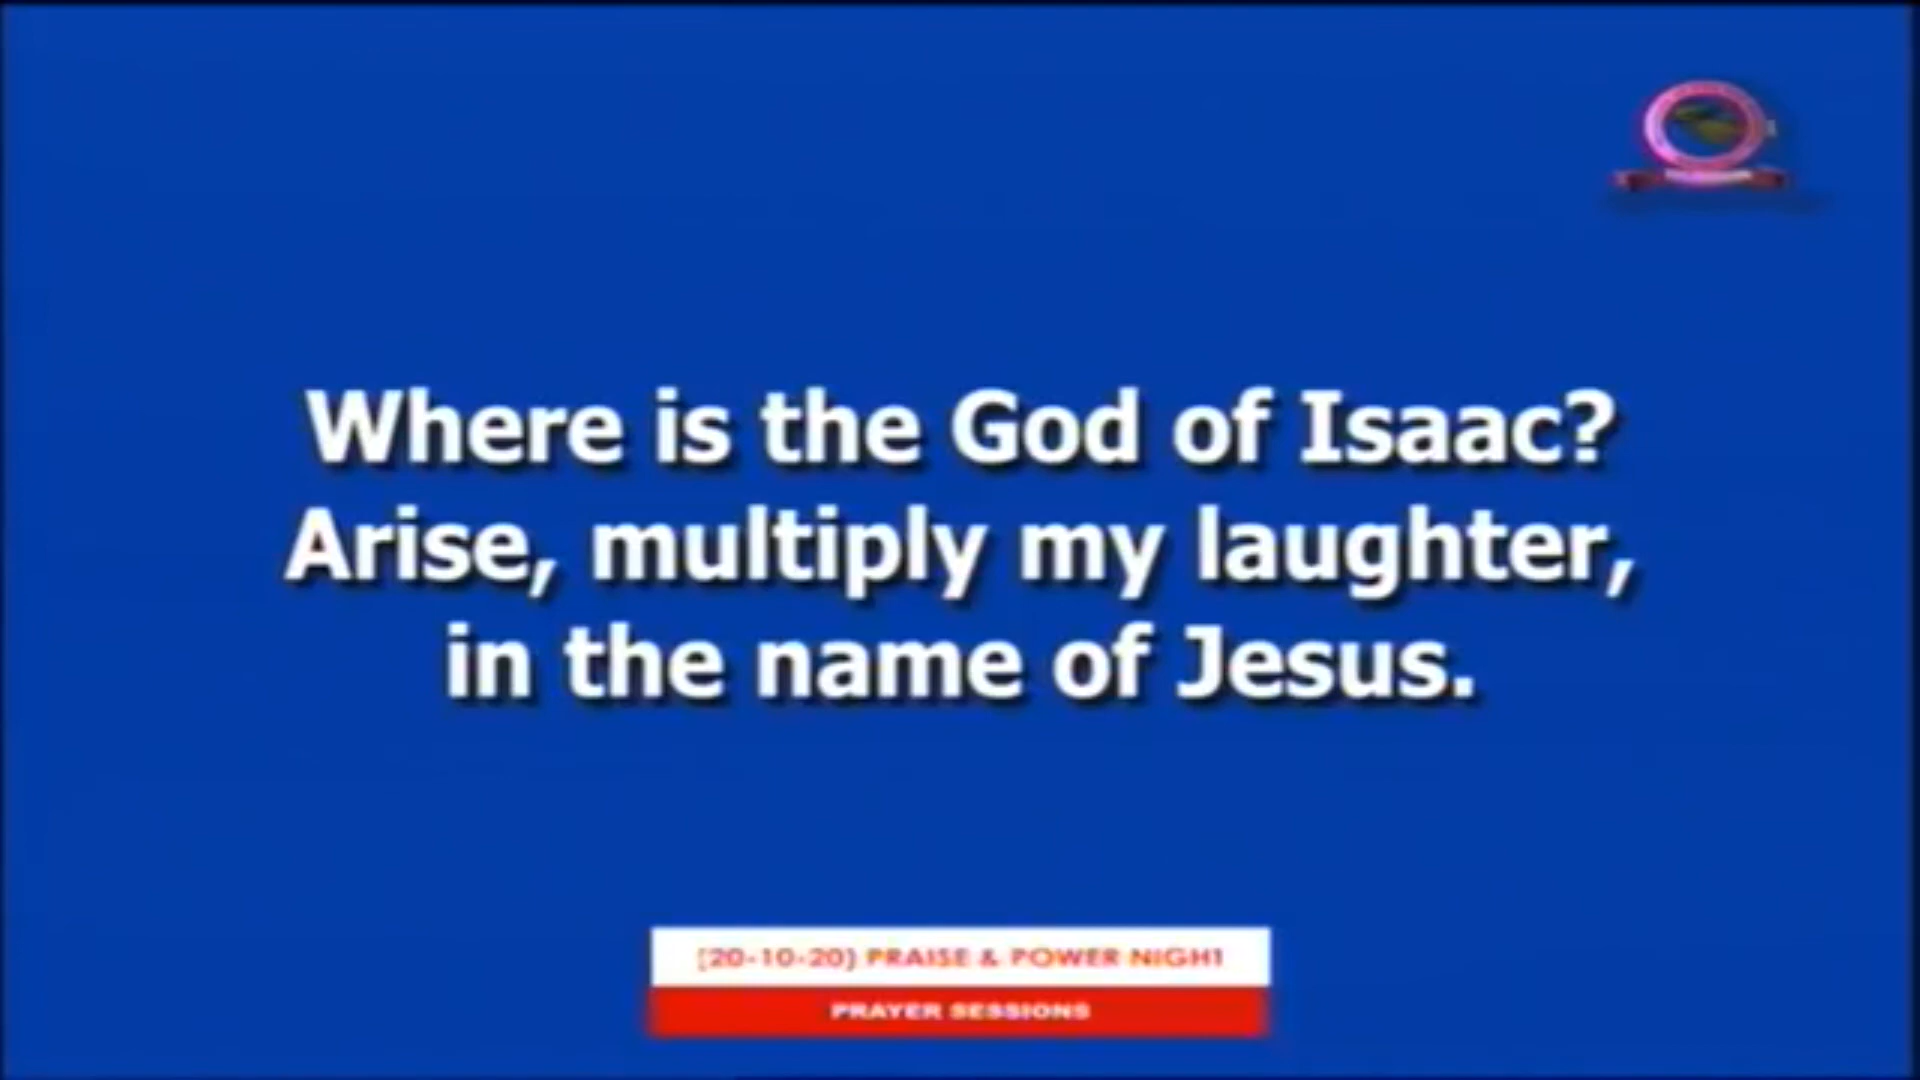 Where is the God of Isaac?
Arise, multiply my laughter,
in the name of Jesus.
[20-10-20] PRAISE & POWER NIGHT
PRAYER SESSIONS